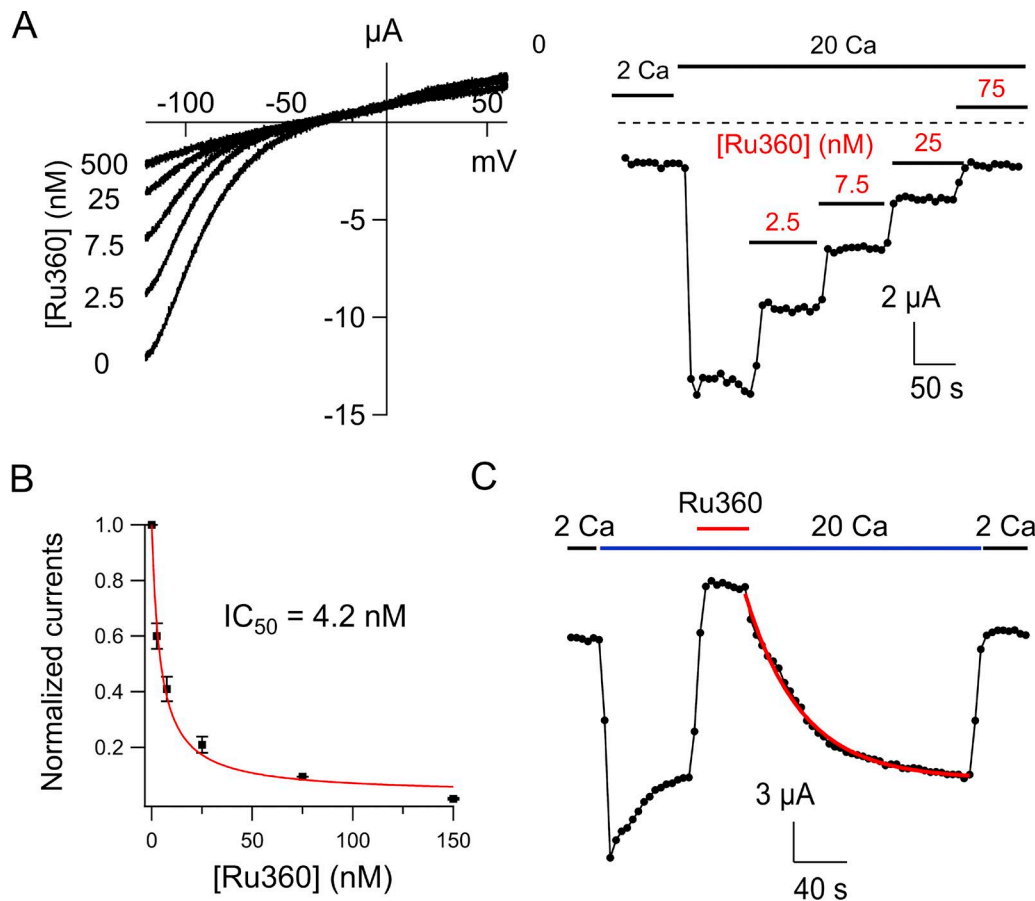 A
µA
-100
-50
50
mV
-5
-10
-15
[Ru360] (nM)
500
25
7.5
2.5
0
0
20 Ca
2 Ca
75
[Ru360] (nM)
25
7.5
2.5
2 µA
50 s
B
Normalized currents
1.0
0.8
0.6
0.4
0.2
IC50 = 4.2 nM
0
50
100
150
[Ru360] (nM)
C
Ru360
2 Ca
20 Ca
2 Ca
3 µA
40 s